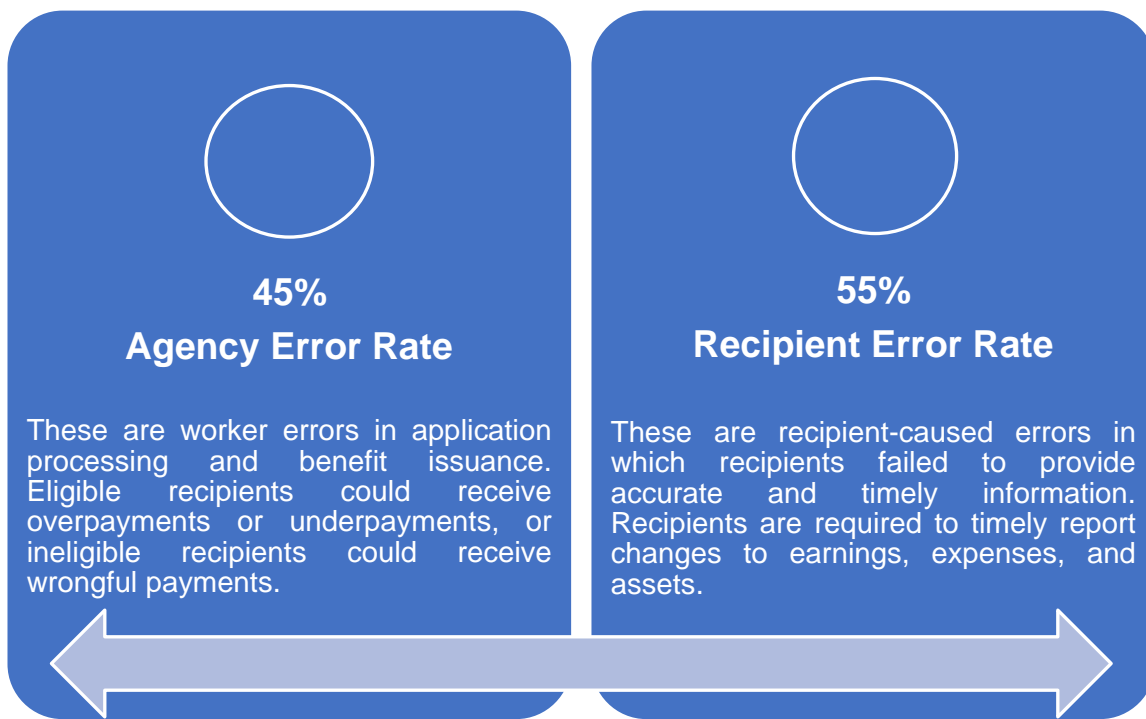 45%
Agency Error Rate
These are worker errors in application
processing and benefit issuance.
Eligible recipients could receive
overpayments or underpayments, or
ineligible recipients could receive
wrongful payments.
55%
Recipient Error Rate
These are recipient-caused errors in
which recipients failed to provide
accurate and timely information.
Recipients are required to timely report
changes to earnings, expenses, and
assets.